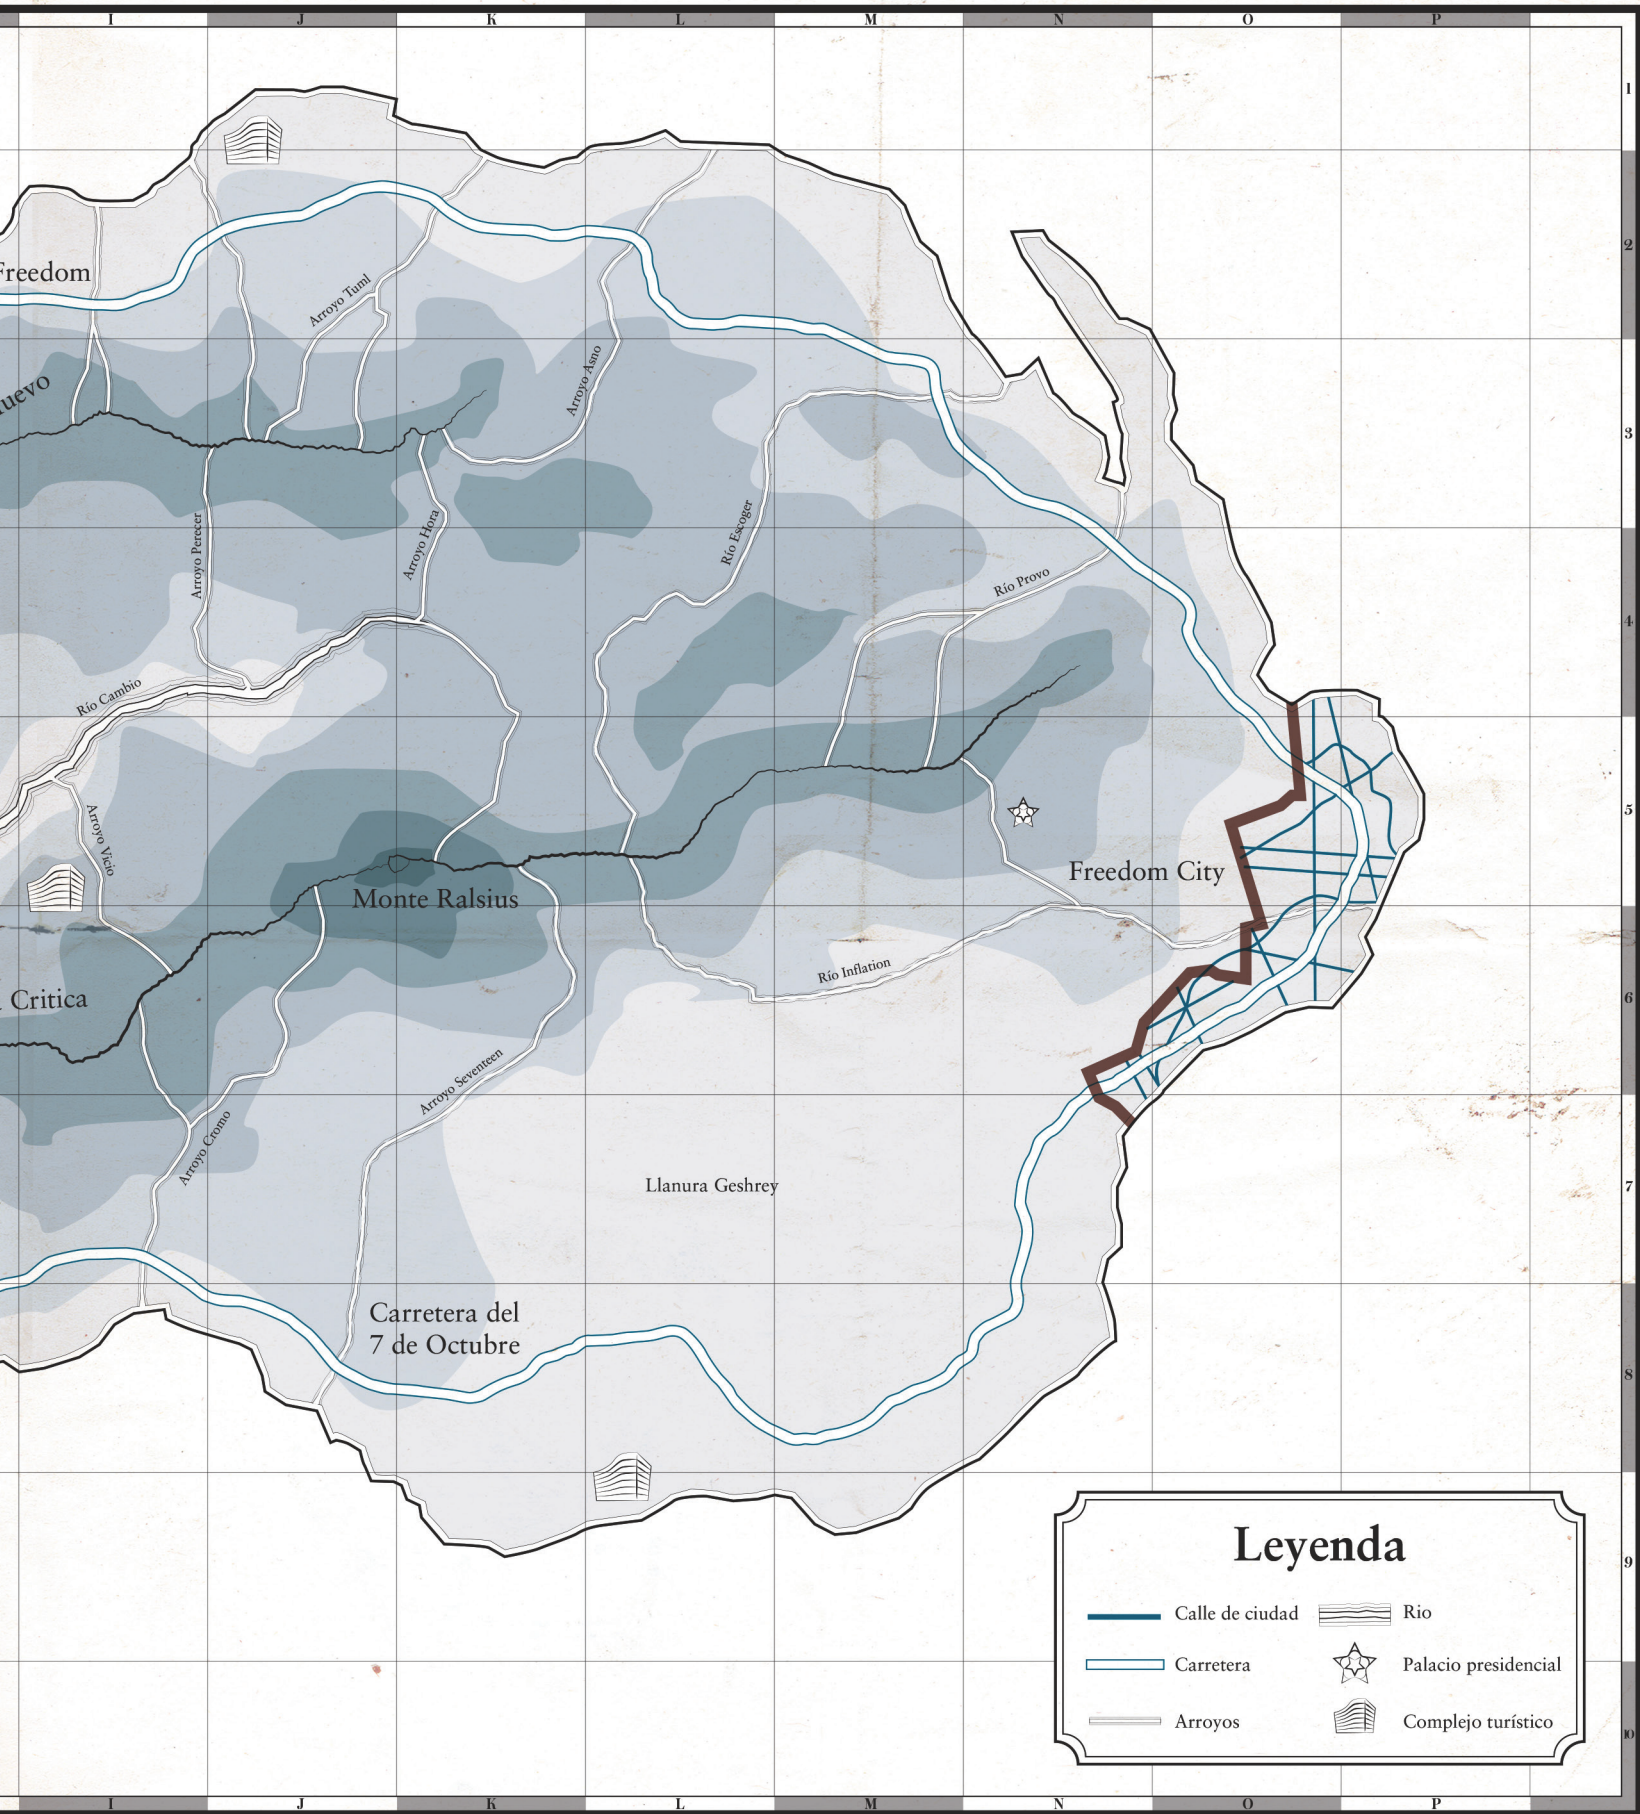 I J K L M N O P
1
Freedom
2
Arroyo Tuml
Arroyo Asno
3
Arroyo Perecer
Arroyo Hora
Río Escoger
Río Provo
4
Río Cambio
Arroyo Vicio
5
Freedom City
Monte Ralsius
Río Inflation
Critica
6
Arroyo Seventeen
Arroyo Cromo
Llanura Geshrey
7
Carretera del
7 de Octubre
8
Leyenda
9
Calle de ciudad
Rio
Carretera
Palacio presidencial
Arroyos
Complejo turístico
10
I J K L M N O P